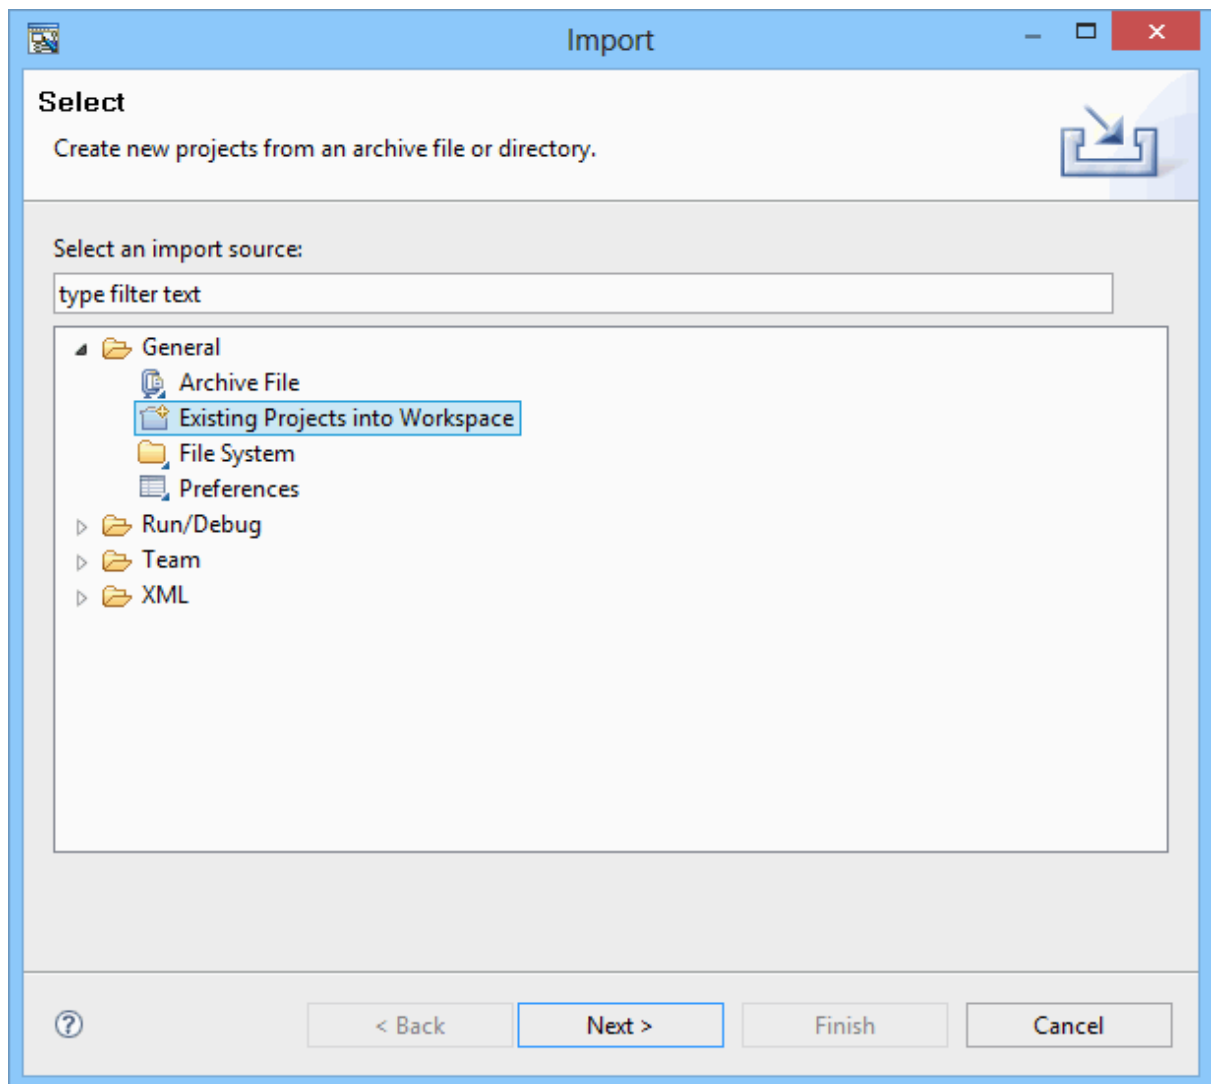 Import
Select
Create new projects from an archive file or directory.
Select an import source:
type filter text
General
Archive File
Existing Projects into Workspace
File System
Preferences
Run/Debug
Team
XML
? < Back Next > Finish Cancel